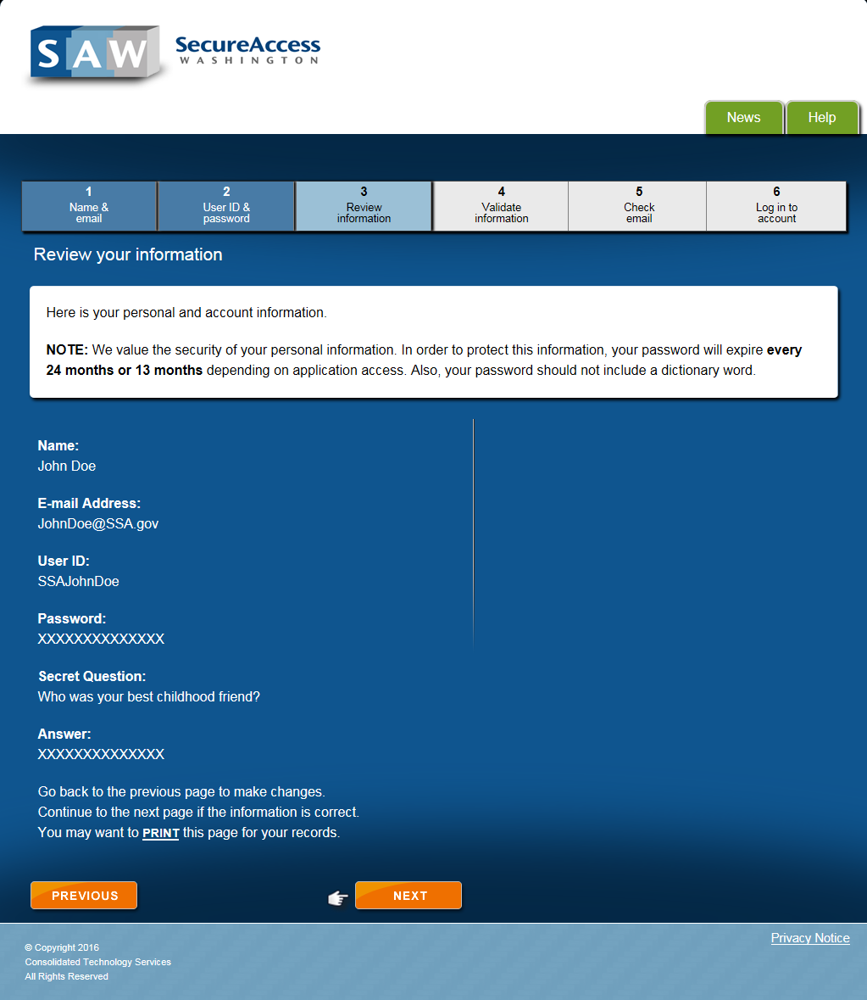 SAW
SecureAccess
WASHINGTON
News
Help
1
Name &
email
2
User ID &
password
3
Review
information
4
Validate
information
5
Check
email
6
Log in to
account
Review your information
Here is your personal and account information.
NOTE: We value the security of your personal information. In order to protect this information, your password will expire every
24 months or 13 months depending on application access. Also, your password should not include a dictionary word.
Name:
John Doe
E-mail Address:
JohnDoe@SSA.gov
User ID:
SSAJohnDoe
Password:
XXXXXXXXXXXXXX
Secret Question:
Who was your best childhood friend?
Answer:
XXXXXXXXXXXXXX
Go back to the previous page to make changes.
Continue to the next page if the information is correct.
You may want to PRINT this page for your records.
PREVIOUS
NEXT
Privacy Notice
© Copyright 2016
Consolidated Technology Services
All Rights Reserved